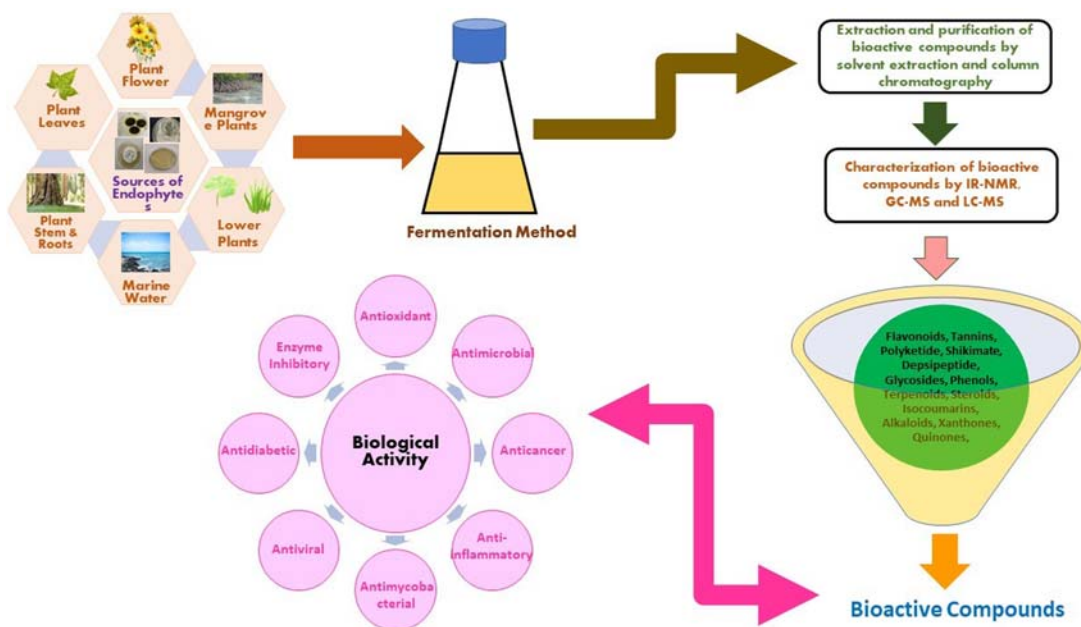 Plant
Flower
Plant
Leaves
Mangrov
e Plants
Sources of
Endophyte
s
Plant
Stem &
Roots
Lower
Plants
Marine
Water
Fermentation Method
Extraction and purification of
bioactive compounds by
solvent extraction and column
chromatography
Characterization of bioactive
compounds by IR-NMR,
GC-MS and LC-MS
Flavonoids, Tannins,
Polyketide, Shikimate,
Depsipeptide,
Glycosides, Phenols,
Terpenoids, Steroids,
Isocoumarins,
Alkaloids, Xanthones,
Quinones,
Bioactive Compounds
Biological
Activity
Antioxidant
Antimicrobial
Anticancer
Anti-
inflammatory
Antimycoba
cterial
Antiviral
Antidiabetic
Enzyme
Inhibitory